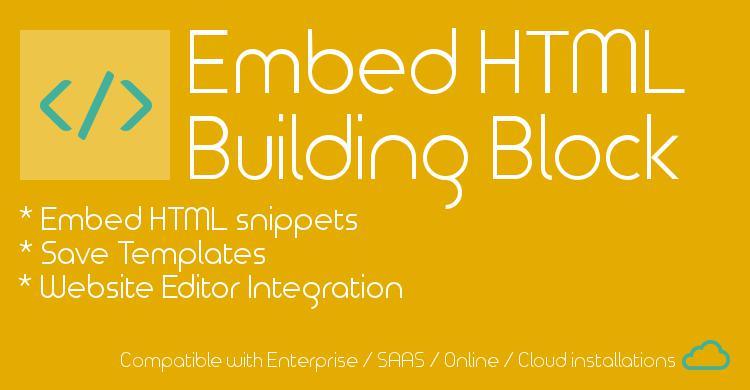 Embed HTML
Building Block
* Embed HTML snippets
* Save Templates
* Website Editor Integration
Compatible with Enterprise / SAAS / Online / Cloud installations